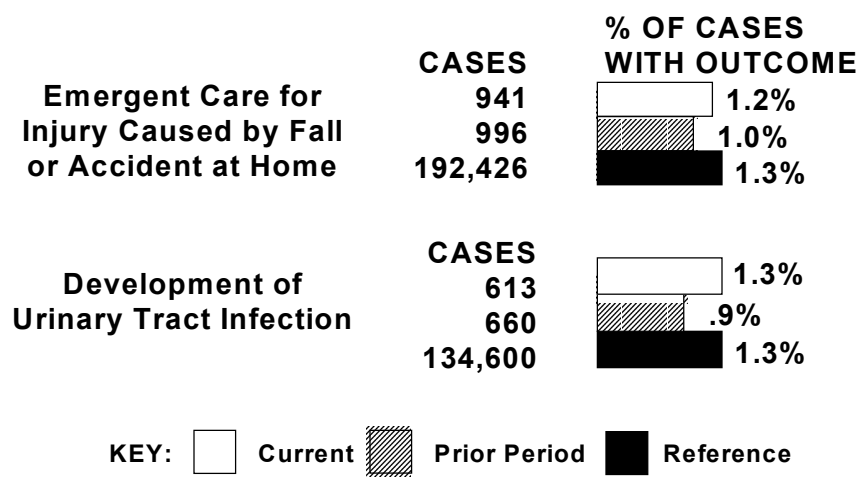 % OF CASES
CASES WITH OUTCOME
Emergent Care for 941 1.2%
Injury Caused by Fall 996 1.0%
or Accident at Home 192,426 1.3%
CASES
Development of 613 1.3%
Urinary Tract Infection 660 .9%
134,600 1.3%
KEY: Current Prior Period Reference